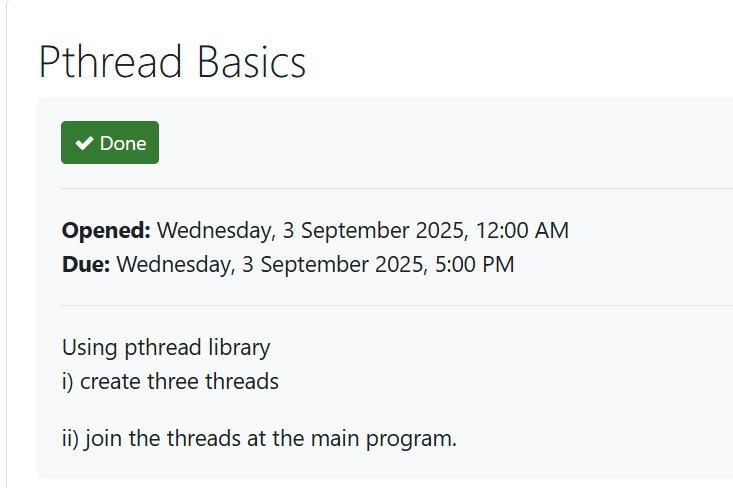 Pthread Basics
Done
Opened: Wednesday, 3 September 2025, 12:00 AM
Due: Wednesday, 3 September 2025, 5:00 PM
Using pthread library
i) create three threads
ii) join the threads at the main program.